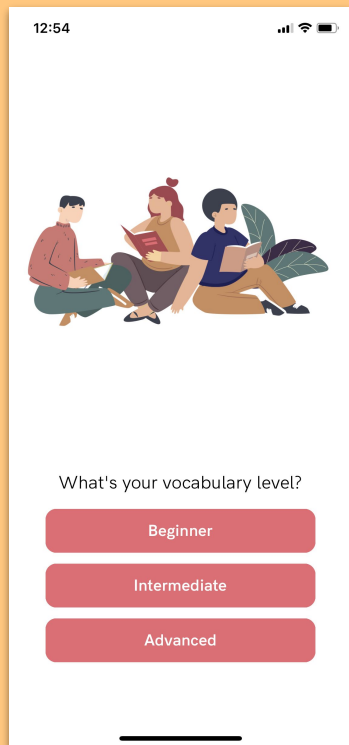 12:54
What's your vocabulary level?
Beginner
Intermediate
Advanced